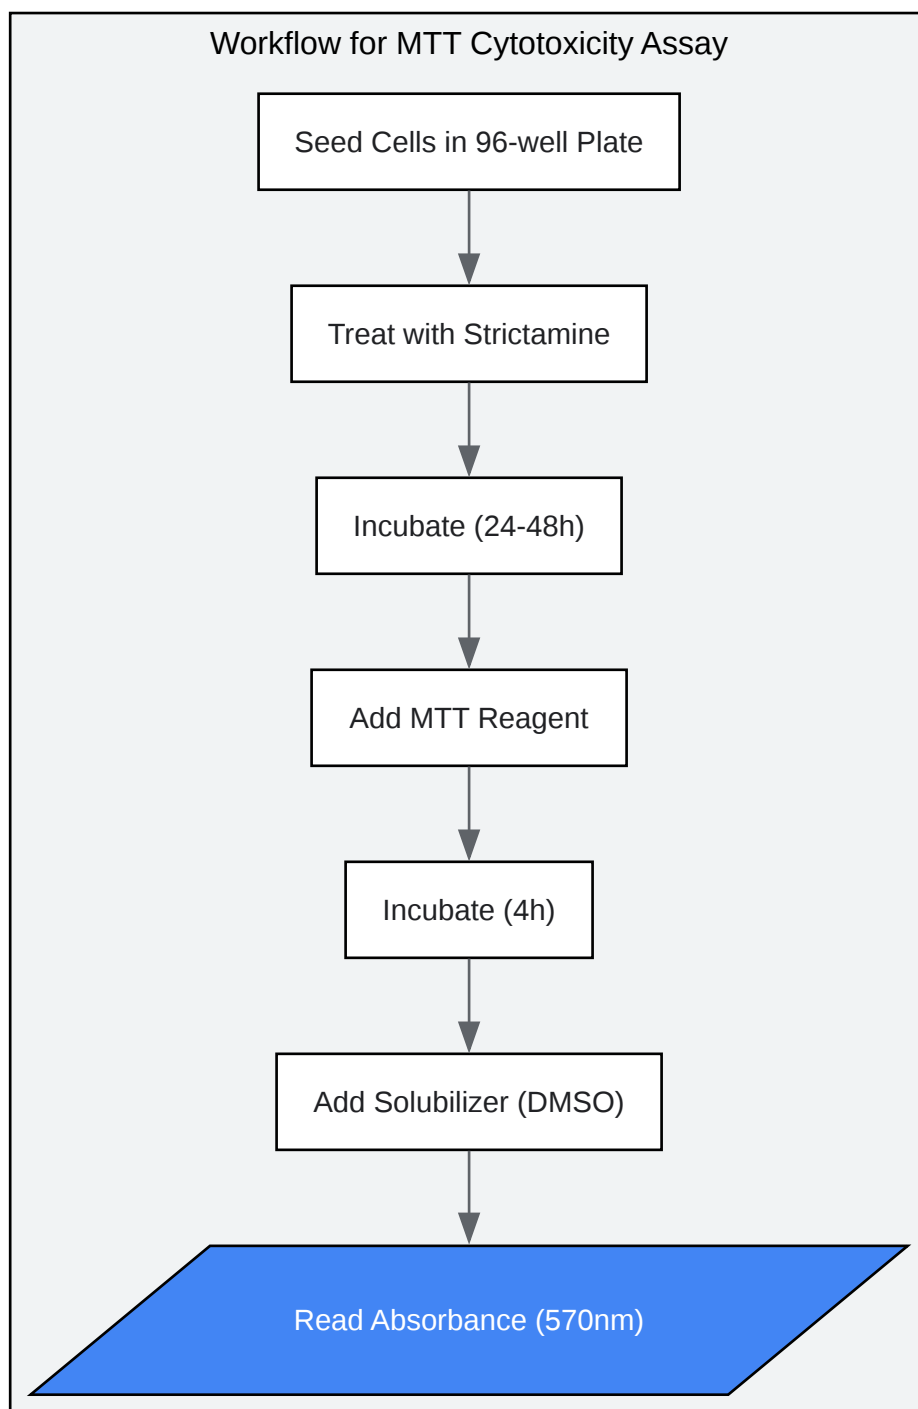 Workflow for MTT Cytotoxicity Assay
Seed Cells in 96-well Plate
Treat with Strictamine
Incubate (24-48h)
Add MTT Reagent
Incubate (4h)
Add Solubilizer (DMSO)
Read Absorbance (570nm)